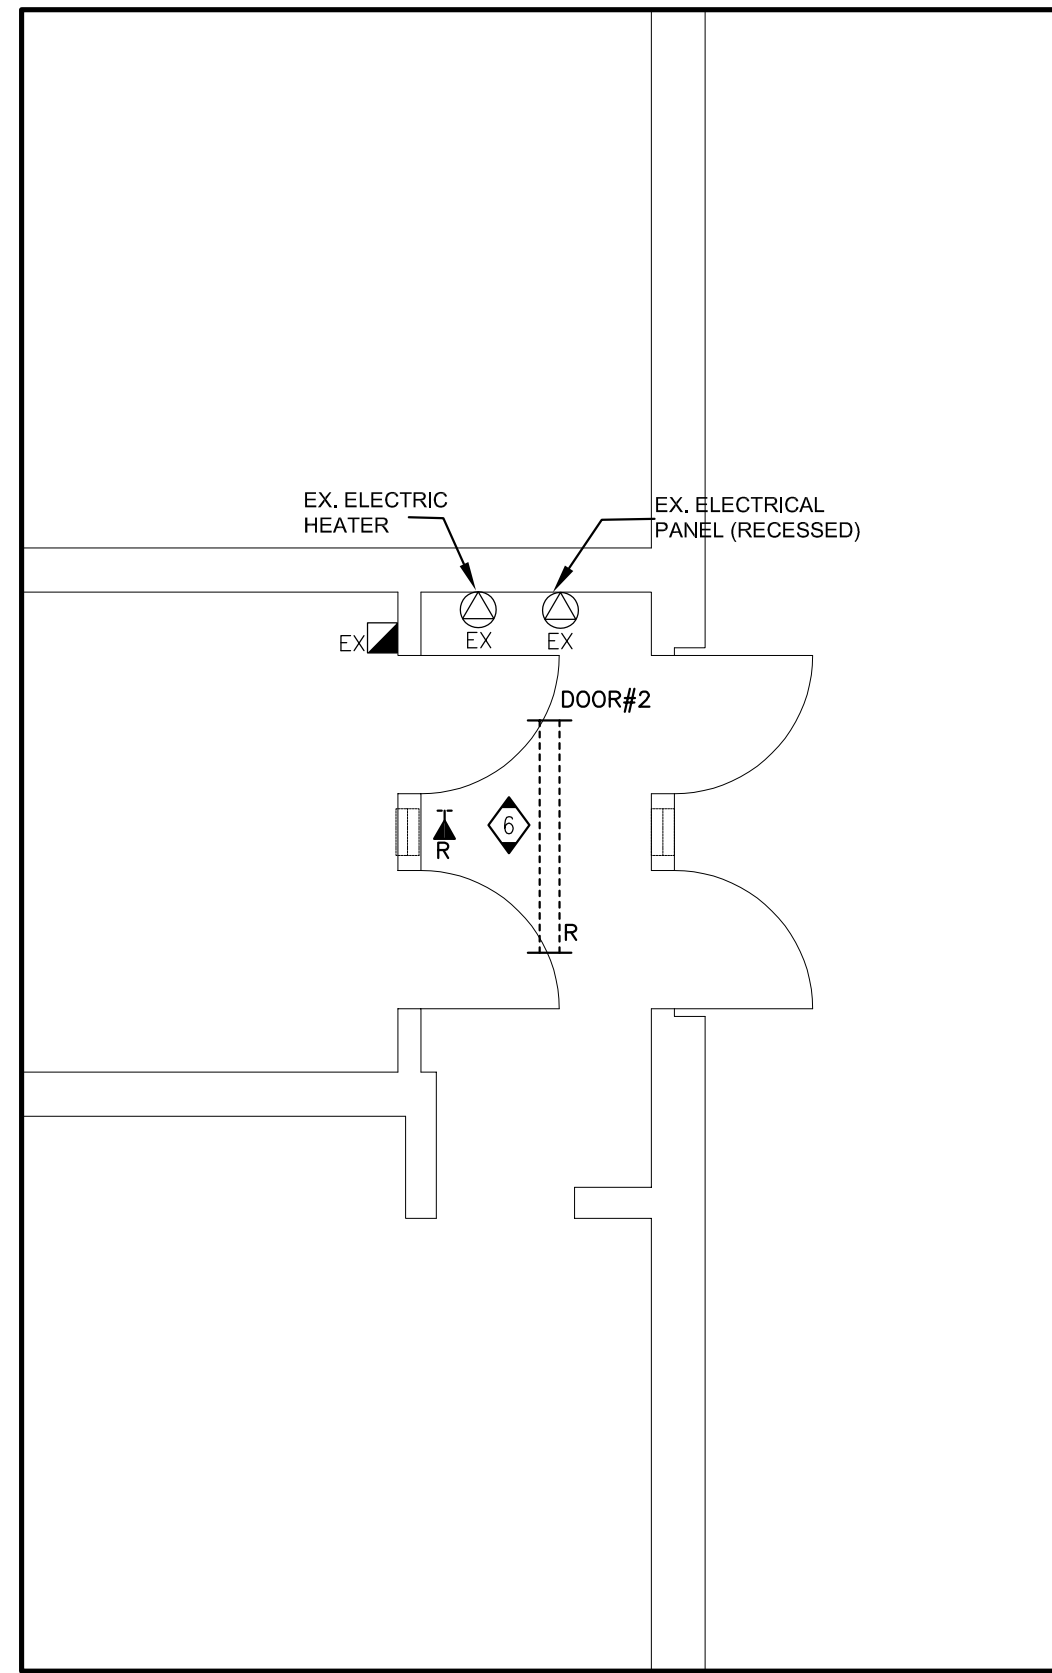 EX. ELECTRIC
HEATER
EX. ELECTRICAL
PANEL (RECESSED)
EX
EX
EX
DOOR#2
6
R
R